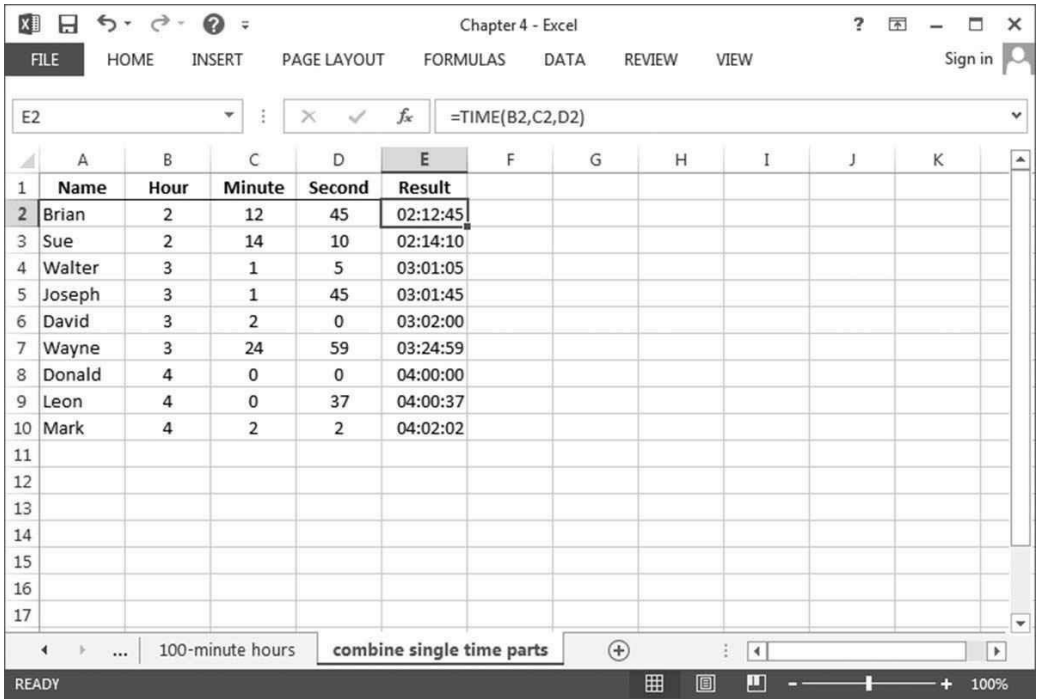 Chapter 4 - Excel
FILE HOME INSERT PAGE LAYOUT FORMULAS DATA REVIEW VIEW Sign in
E2 fx =TIME(B2,C2,D2)
A B C D E F G H I J K
1 Name Hour Minute Second Result
2 Brian 2 12 45 02:12:45
3 Sue 2 14 10 02:14:10
4 Walter 3 1 5 03:01:05
5 Joseph 3 1 45 03:01:45
6 David 3 2 0 03:02:00
7 Wayne 3 24 59 03:24:59
8 Donald 4 0 0 04:00:00
9 Leon 4 0 37 04:00:37
10 Mark 4 2 2 04:02:02
11
12
13
14
15
16
17
... 100-minute hours combine single time parts
READY 100%